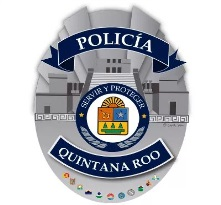 POLICÍA
SERVIR Y PROTEGER
QUINTANA ROO